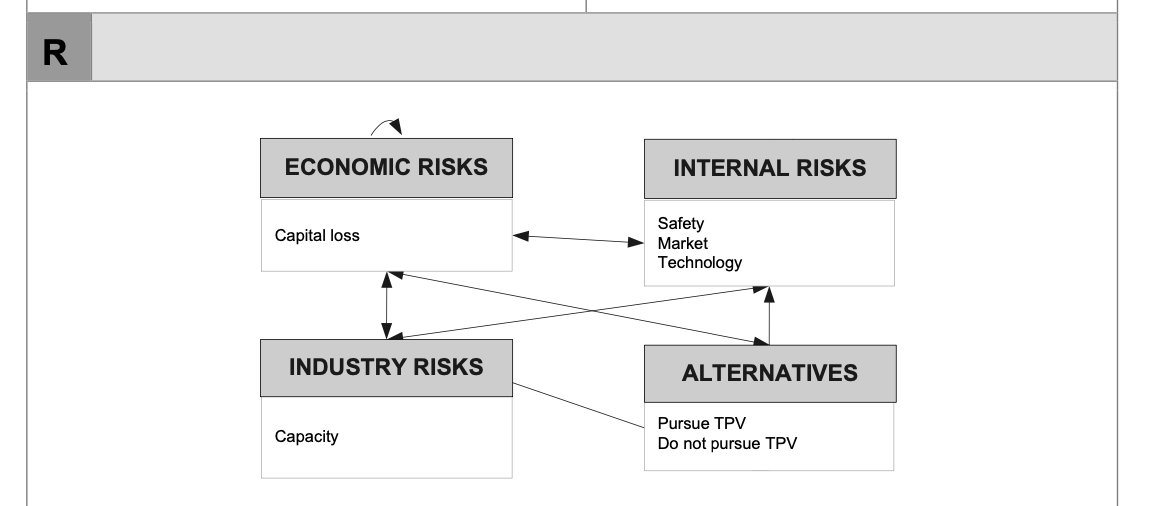 R
ECONOMIC RISKS
Capital loss
INTERNAL RISKS
Safety
Market
Technology
INDUSTRY RISKS
Capacity
ALTERNATIVES
Pursue TPV
Do not pursue TPV